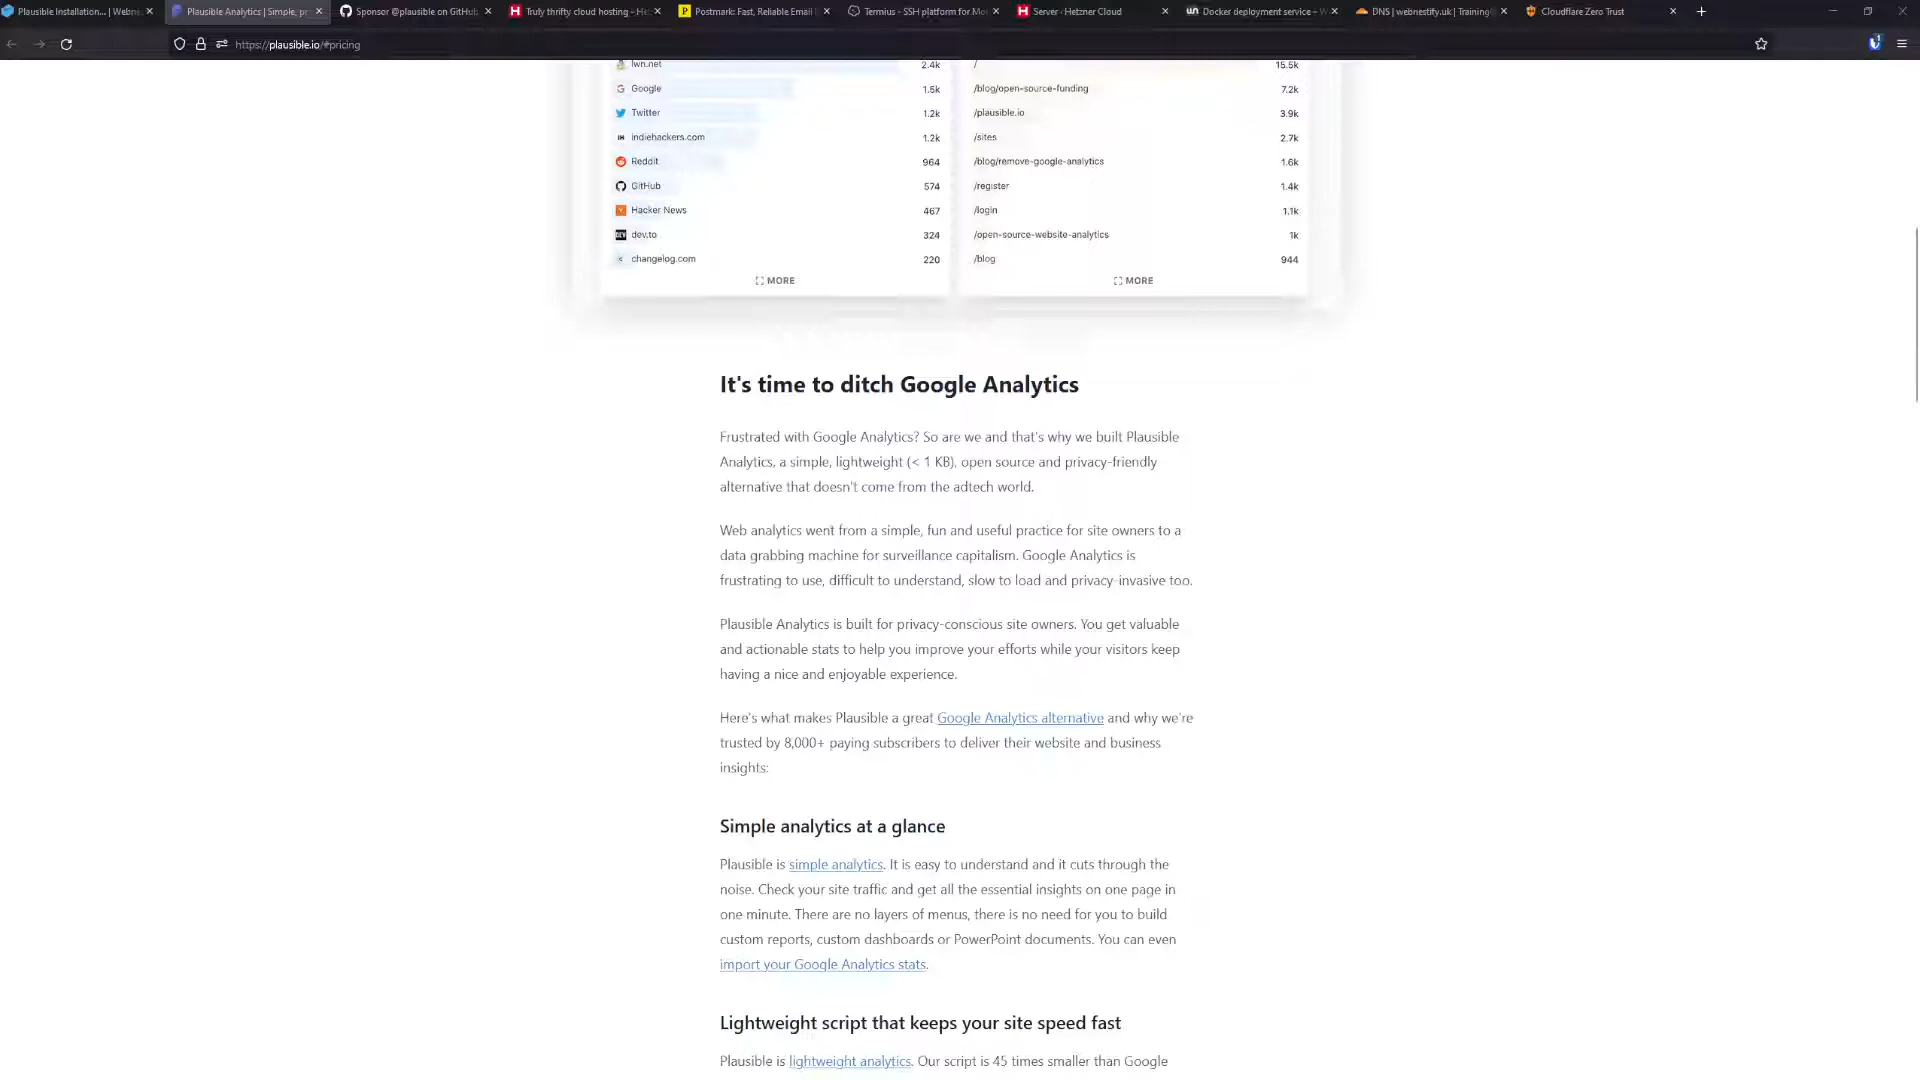 Plausible Installation... | Webne
Plausible Analytics | Simple, pr
Sponsor @plausible on GitHub
Truly thrifty cloud hosting - He
Postmark: Fast, Reliable Email
Termius - SSH platform for Mo
Server · Hetzner Cloud
Docker deployment service - W
DNS | webnestify.uk | Training@
Cloudflare Zero Trust
https://plausible.io/#pricing
lwn.net 2.4k / 15.5k
Google 1.5k /blog/open-source-funding 7.2k
Twitter 1.2k /plausible.io 3.9k
indiehackers.com 1.2k /sites 2.7k
Reddit 964 /blog/remove-google-analytics 1.6k
GitHub 574 /register 1.4k
Hacker News 467 /login 1.1k
dev.to 324 /open-source-website-analytics 1k
changelog.com 220 /blog 944
MORE MORE
It's time to ditch Google Analytics
Frustrated with Google Analytics? So are we and that's why we built Plausible
Analytics, a simple, lightweight (< 1 KB), open source and privacy-friendly
alternative that doesn't come from the adtech world.
Web analytics went from a simple, fun and useful practice for site owners to a
data grabbing machine for surveillance capitalism. Google Analytics is
frustrating to use, difficult to understand, slow to load and privacy-invasive too.
Plausible Analytics is built for privacy-conscious site owners. You get valuable
and actionable stats to help you improve your efforts while your visitors keep
having a nice and enjoyable experience.
Here's what makes Plausible a great Google Analytics alternative and why we're
trusted by 8,000+ paying subscribers to deliver their website and business
insights:
Simple analytics at a glance
Plausible is simple analytics. It is easy to understand and it cuts through the
noise. Check your site traffic and get all the essential insights on one page in
one minute. There are no layers of menus, there is no need for you to build
custom reports, custom dashboards or PowerPoint documents. You can even
import your Google Analytics stats.
Lightweight script that keeps your site speed fast
Plausible is lightweight analytics. Our script is 45 times smaller than Google